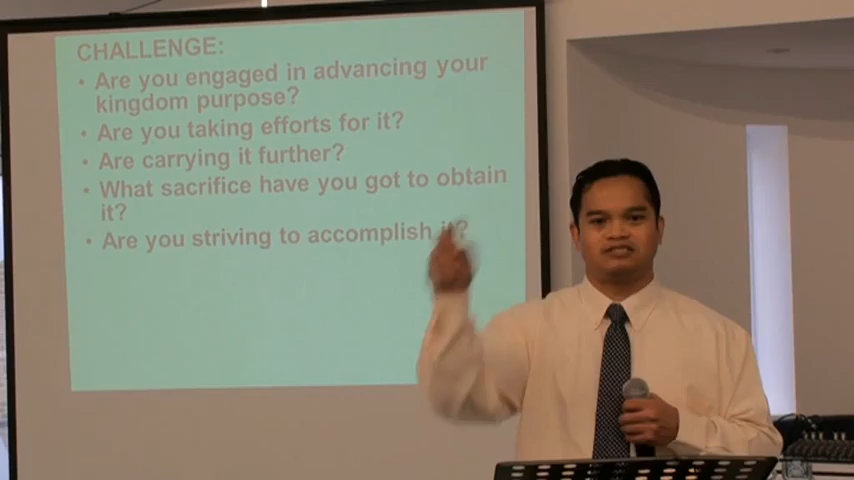 CHALLENGE:
• Are you engaged in advancing your
kingdom purpose?
• Are you taking efforts for it?
• Are carrying it further?
• What sacrifice have you got to obtain
it?
• Are you striving to accomplish it?